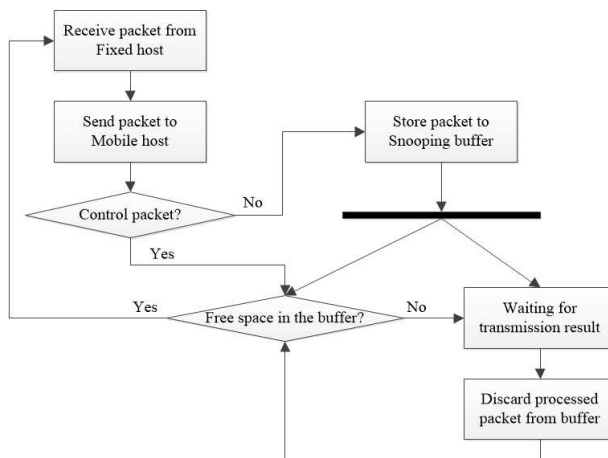 Receive packet from
Fixed host
Send packet to
Mobile host
Store packet to
Snooping buffer
Control packet?
No
Yes
Yes
Free space in the buffer?
No
Waiting for
transmission result
Discard processed
packet from buffer